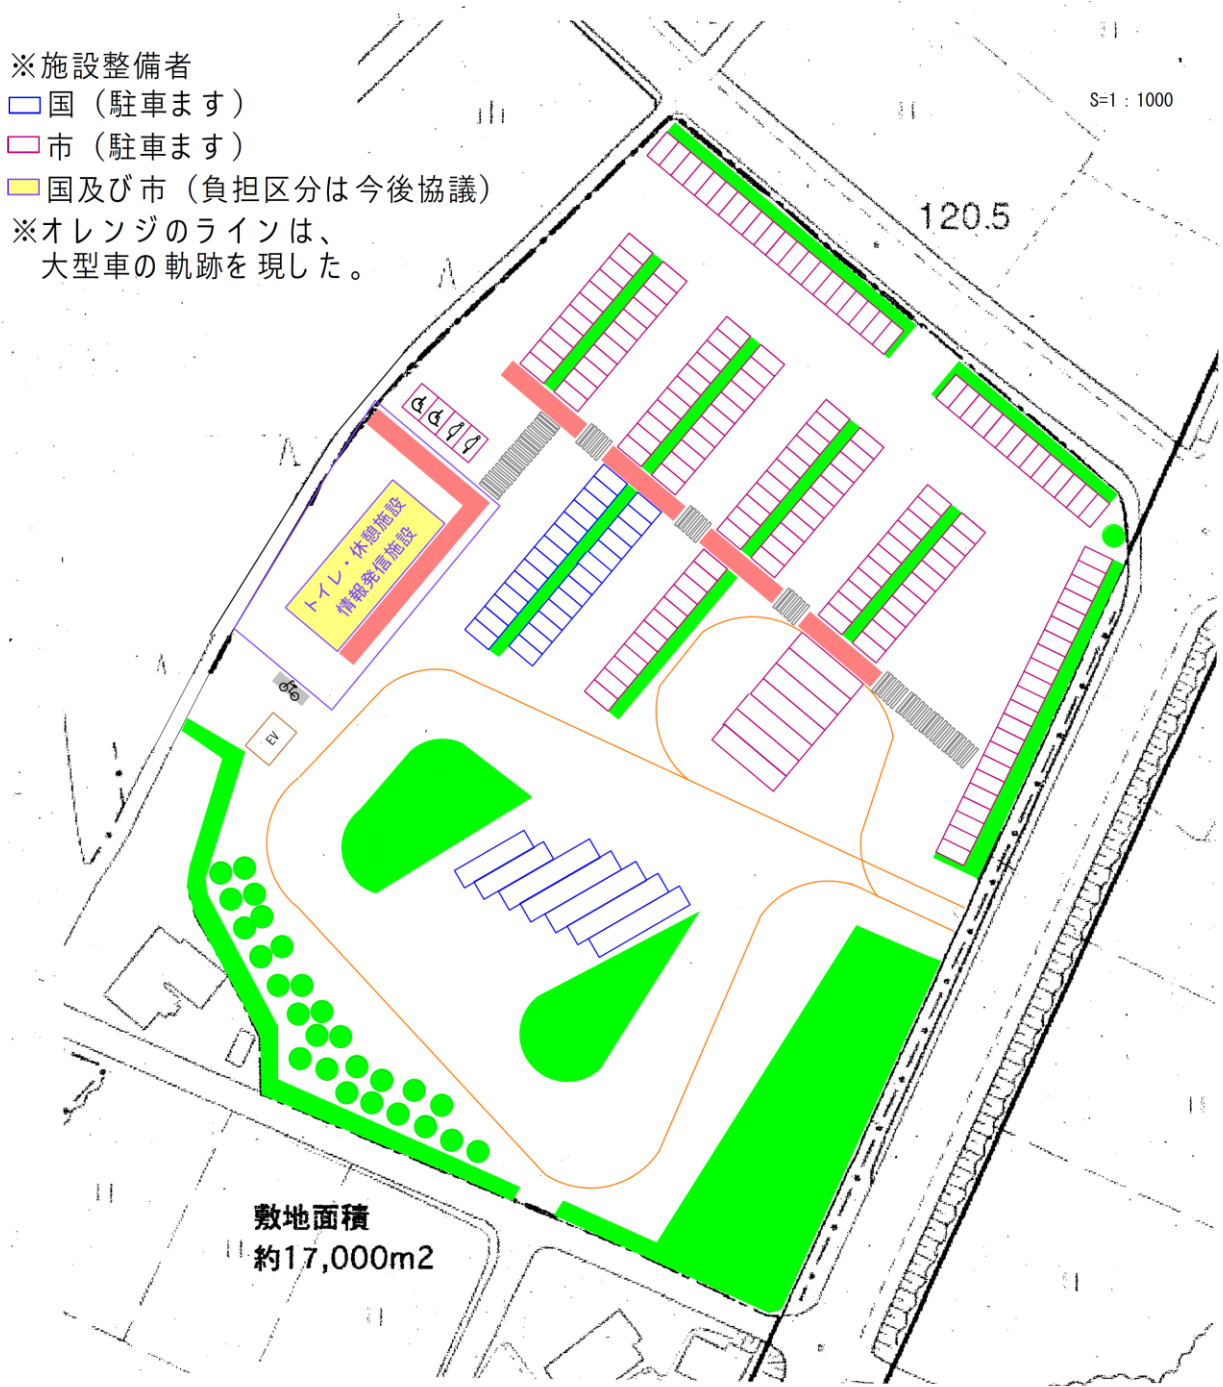 ※施設整備者
国（駐車ます）
市（駐車ます）
国及び市（負担区分は今後協議）
※オレンジのラインは、
大型車の軌跡を現した。
S=1：1000
120.5
トイレ・休憩施設
情報発信施設
EV
敷地面積
約17,000m2